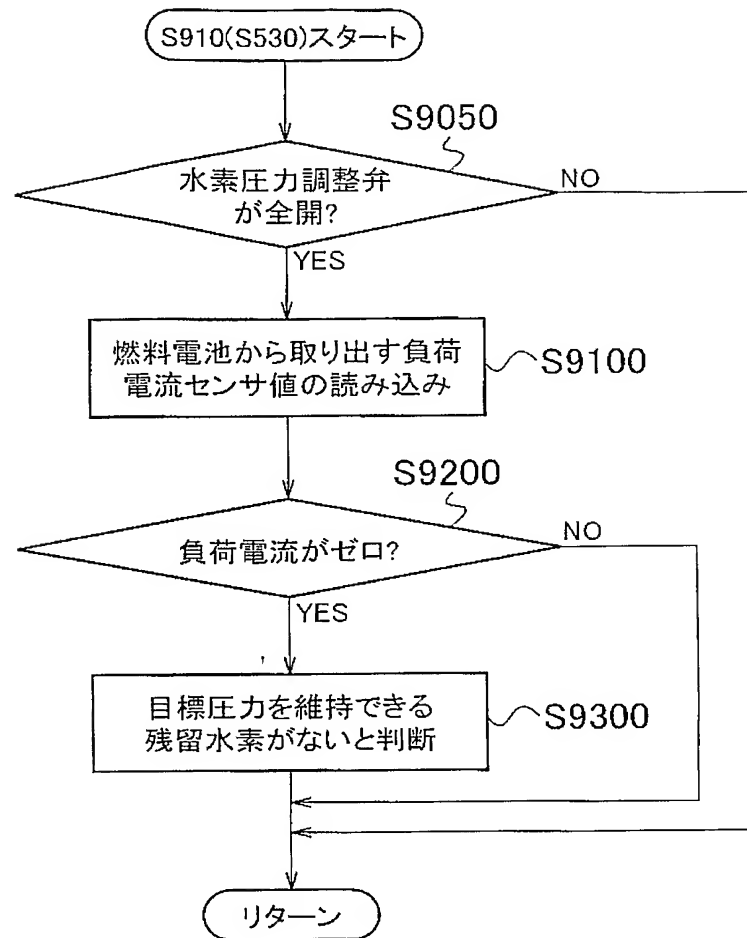 S910(S530)スタート
S9050
水素圧力調整弁
が全開?
NO
YES
燃料電池から取り出す負荷
電流センサ値の読み込み
S9100
S9200
負荷電流がゼロ?
NO
YES
目標圧力を維持できる
残留水素がないと判断
S9300
リターン